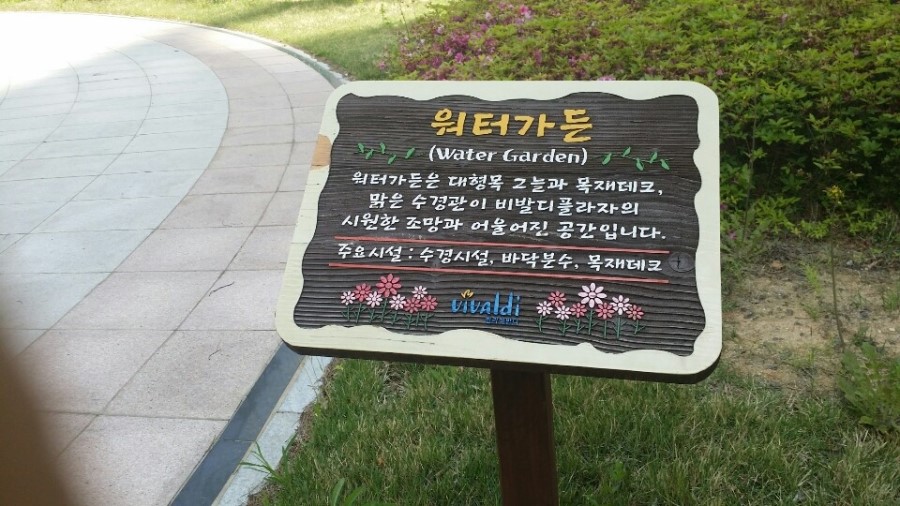 워터가든
(Water Garden)
워터가든은 대형목 그늘과 목재데크,
맑은 수경관이 비발디플라자의
시원한 조망과 어울어진 공간입니다.
주요시설 : 수경시설, 바닥분수, 목재데크
vivaldi